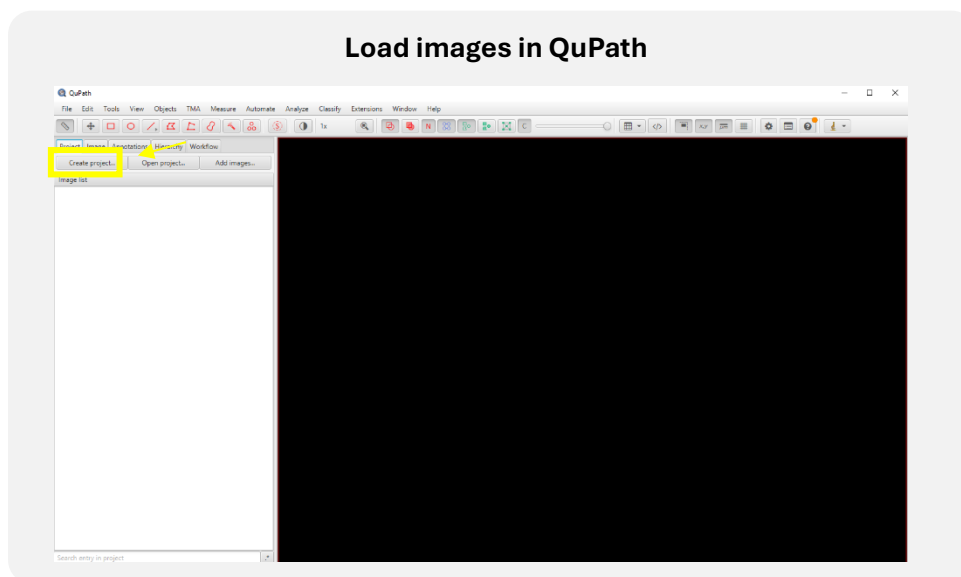 Load images in QuPath
QuPath
File Edit Tools View Objects TMA Measure Automate Analyze Classify Extensions Window Help
1x N C
Project Image Annotations Hierarchy Workflow
Create project... Open project... Add images...
Image list
Search entry in project